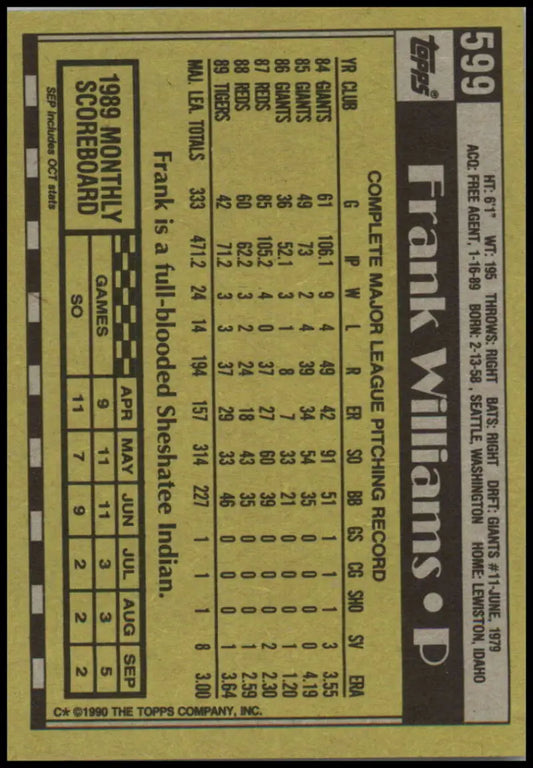 599
HT: 6'1" WT: 195 THROWS: RIGHT BATS: RIGHT DRFT: GIANTS #11-JUNE, 1979
ACQ: FREE AGENT, 1-16-89 BORN: 2-13-58, SEATTLE, WASHINGTON HOME: LEWISTON, IDAHO
TOPPS®
Frank Williams • P
COMPLETE MAJOR LEAGUE PITCHING RECORD
YR CLUB G IP W L R ER SO BB GS CG SHO SV ERA
84 GIANTS 61 106.1 9 4 49 42 91 51 1 1 1 3 3.55
85 GIANTS 49 73 2 4 39 34 54 35 0 0 0 0 4.19
86 GIANTS 36 52.1 3 1 8 7 33 21 0 0 0 1 1.20
87 REDS 85 105.2 4 0 37 27 60 39 0 0 0 2 2.30
88 REDS 60 62.2 3 2 24 18 43 35 0 0 0 1 2.59
89 TIGERS 42 71.2 3 3 37 29 33 46 0 0 0 1 3.64
MAJ. LEA. TOTALS 333 471.2 24 14 194 157 314 227 1 1 1 8 3.00
Frank is a full-blooded Sheshatee Indian.
1989 MONTHLY
SCOREBOARD
APR MAY JUN JUL AUG SEP
GAMES 9 11 11 3 3 5
SO 11 7 9 2 2 2
SEP includes OCT stats
C* ©1990 THE TOPPS COMPANY, INC.